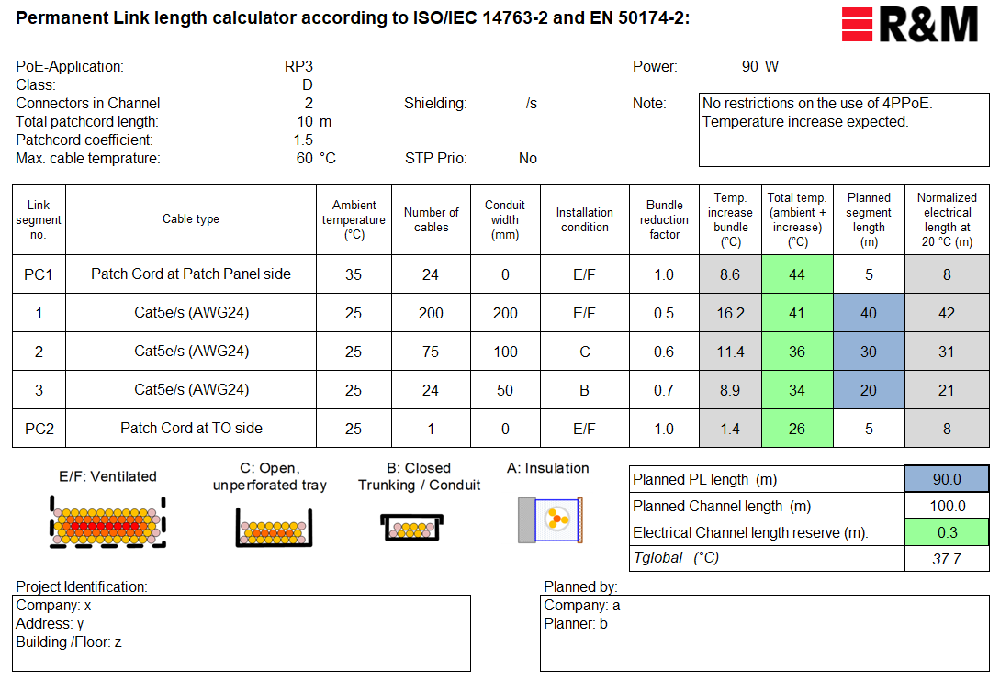 Permanent Link length calculator according to ISO/IEC 14763-2 and EN 50174-2:
R&M
PoE-Application: RP3 Power: 90 W
Class: D
Connectors in Channel 2 Shielding: /s Note: No restrictions on the use of 4PPoE.
Total patchcord length: 10 m Temperature increase expected.
Patchcord coefficient: 1.5
Max. cable temprature: 60 °C STP Prio: No
Link segment no. Cable type Ambient temperature (°C) Number of cables Conduit width (mm) Installation condition Bundle reduction factor Temp. increase bundle (°C) Total temp. (ambient + increase) (°C) Planned segment length (m) Normalized electrical length at 20 °C (m)
PC1 Patch Cord at Patch Panel side 35 24 0 E/F 1.0 8.6 44 5 8
1 Cat5e/s (AWG24) 25 200 200 E/F 0.5 16.2 41 40 42
2 Cat5e/s (AWG24) 25 75 100 C 0.6 11.4 36 30 31
3 Cat5e/s (AWG24) 25 24 50 B 0.7 8.9 34 20 21
PC2 Patch Cord at TO side 25 1 0 E/F 1.0 1.4 26 5 8
E/F: Ventilated
C: Open,
unperforated tray
B: Closed
Trunking / Conduit
A: Insulation
Planned PL length (m) 90.0
Planned Channel length (m) 100.0
Electrical Channel length reserve (m): 0.3
Tglobal (°C) 37.7
Project Identification:
Company: x
Address: y
Building /Floor: z
Planned by:
Company: a
Planner: b